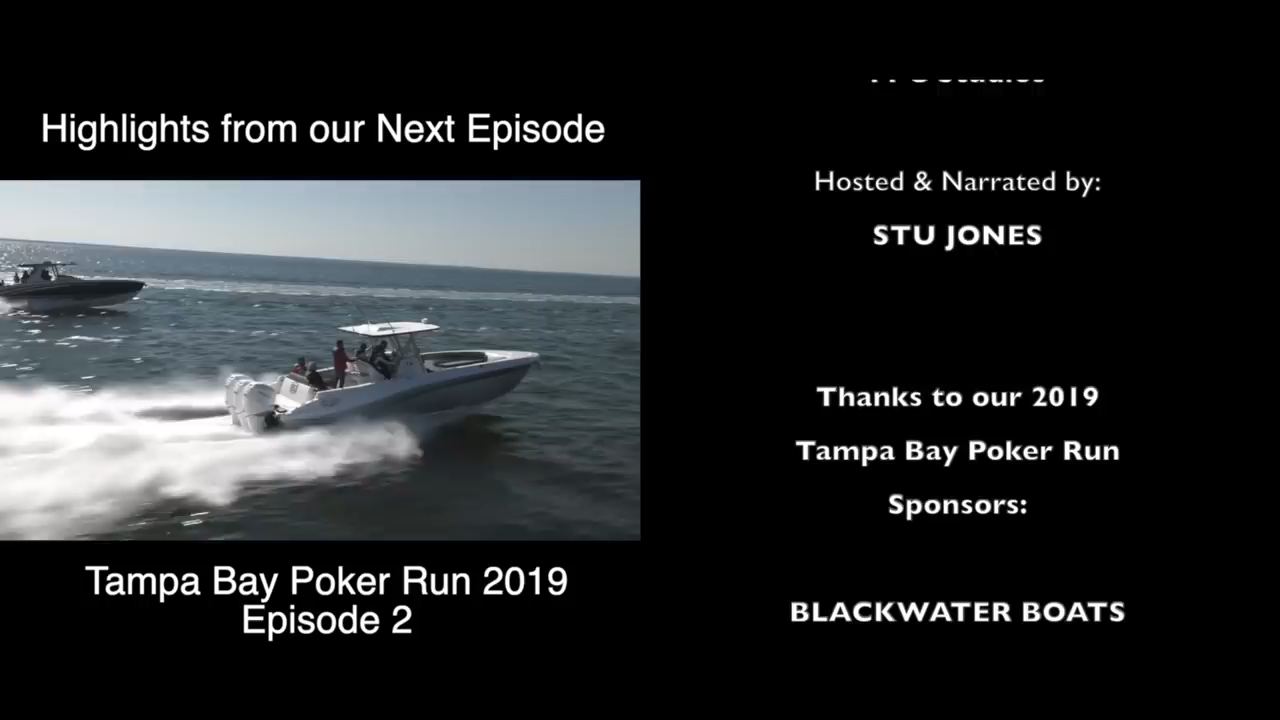 Highlights from our Next Episode
Tampa Bay Poker Run 2019
Episode 2
Studios
Hosted & Narrated by:
STU JONES
Thanks to our 2019
Tampa Bay Poker Run
Sponsors:
BLACKWATER BOATS